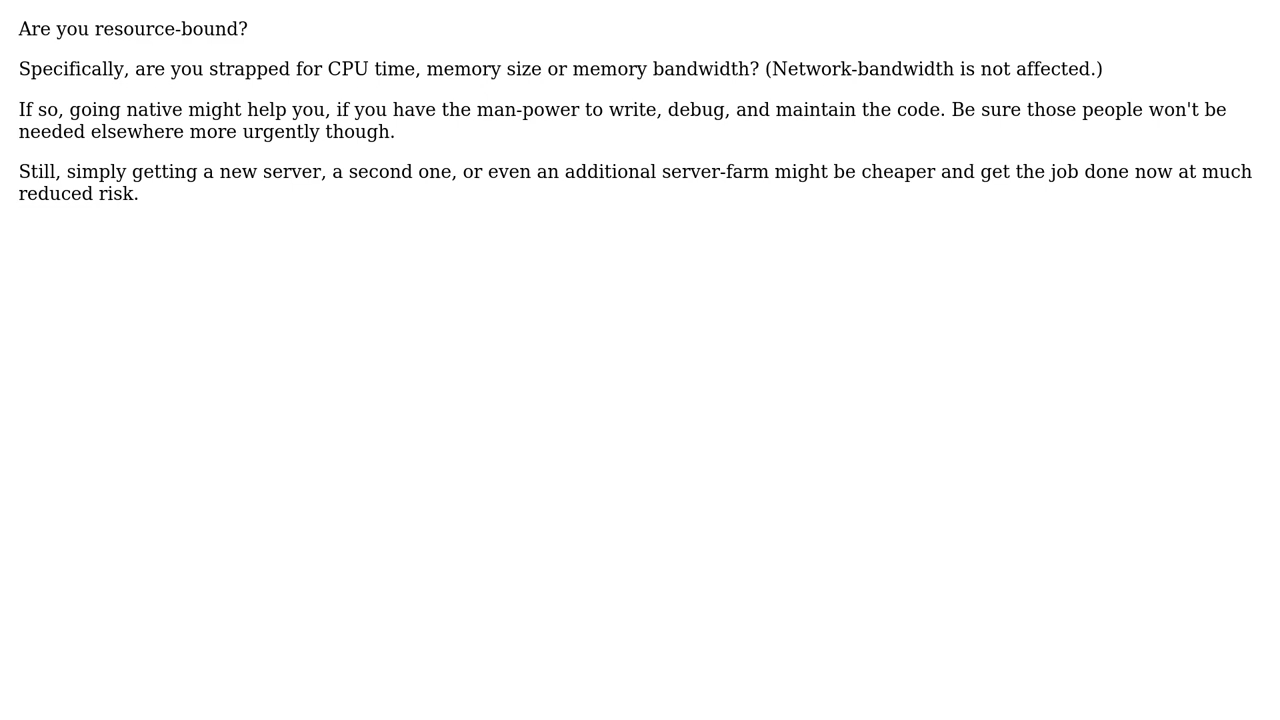 Are you resource-bound?
Specifically, are you strapped for CPU time, memory size or memory bandwidth? (Network-bandwidth is not affected.)
If so, going native might help you, if you have the man-power to write, debug, and maintain the code. Be sure those people won't be
needed elsewhere more urgently though.
Still, simply getting a new server, a second one, or even an additional server-farm might be cheaper and get the job done now at much
reduced risk.